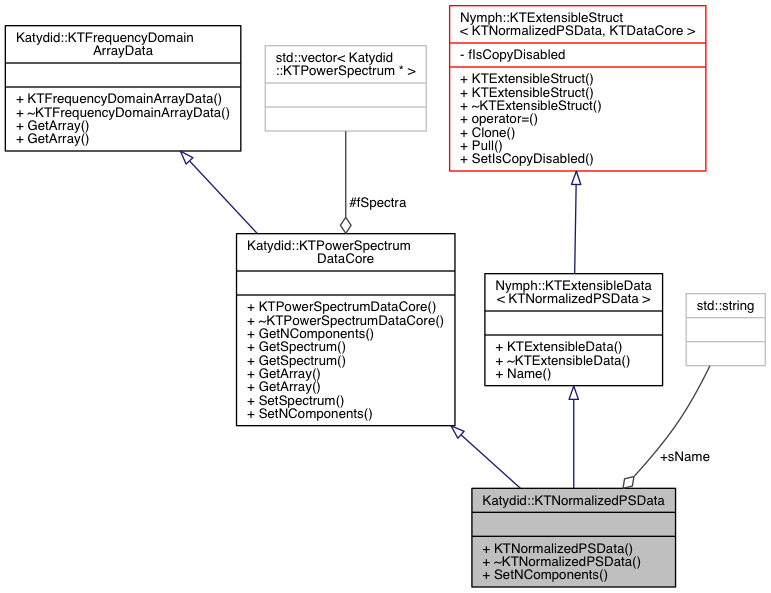 Katydid::KTFrequencyDomain
ArrayData
+ KTFrequencyDomainArrayData()
+ ~KTFrequencyDomainArrayData()
+ GetArray()
+ GetArray()
std::vector< Katydid
::KTPowerSpectrum * >
Nymph::KTExtensibleStruct
< KTNormalizedPSData, KTDataCore >
- fIsCopyDisabled
+ KTExtensibleStruct()
+ KTExtensibleStruct()
+ ~KTExtensibleStruct()
+ operator=()
+ Clone()
+ Pull()
+ SetIsCopyDisabled()
#fSpectra
Katydid::KTPowerSpectrum
DataCore
+ KTPowerSpectrumDataCore()
+ ~KTPowerSpectrumDataCore()
+ GetNComponents()
+ GetSpectrum()
+ GetSpectrum()
+ GetArray()
+ GetArray()
+ SetSpectrum()
+ SetNComponents()
Nymph::KTExtensibleData
< KTNormalizedPSData >
+ KTExtensibleData()
+ ~KTExtensibleData()
+ Name()
std::string
+sName
Katydid::KTNormalizedPSData
+ KTNormalizedPSData()
+ ~KTNormalizedPSData()
+ SetNComponents()